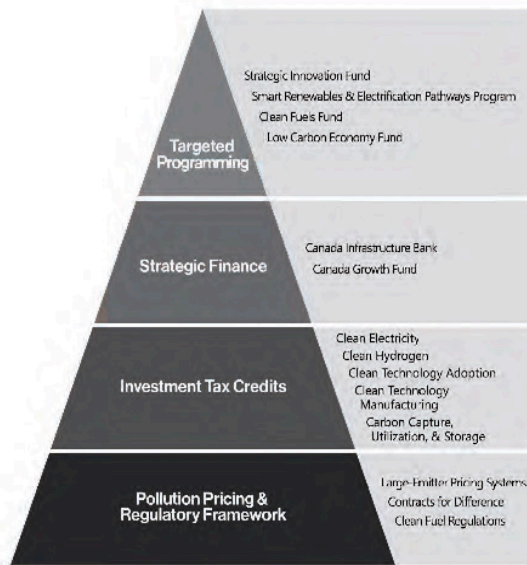 Targeted
Programming
Strategic Innovation Fund
Smart Renewables & Electrification Pathways Program
Clean Fuels Fund
Low Carbon Economy Fund
Strategic Finance
Canada Infrastructure Bank
Canada Growth Fund
Investment Tax Credits
Clean Electricity
Clean Hydrogen
Clean Technology Adoption
Clean Technology
Manufacturing
Carbon Capture,
Utilization, & Storage
Pollution Pricing &
Regulatory Framework
Large-Emitter Pricing Systems
Contracts for Difference
Clean Fuel Regulations